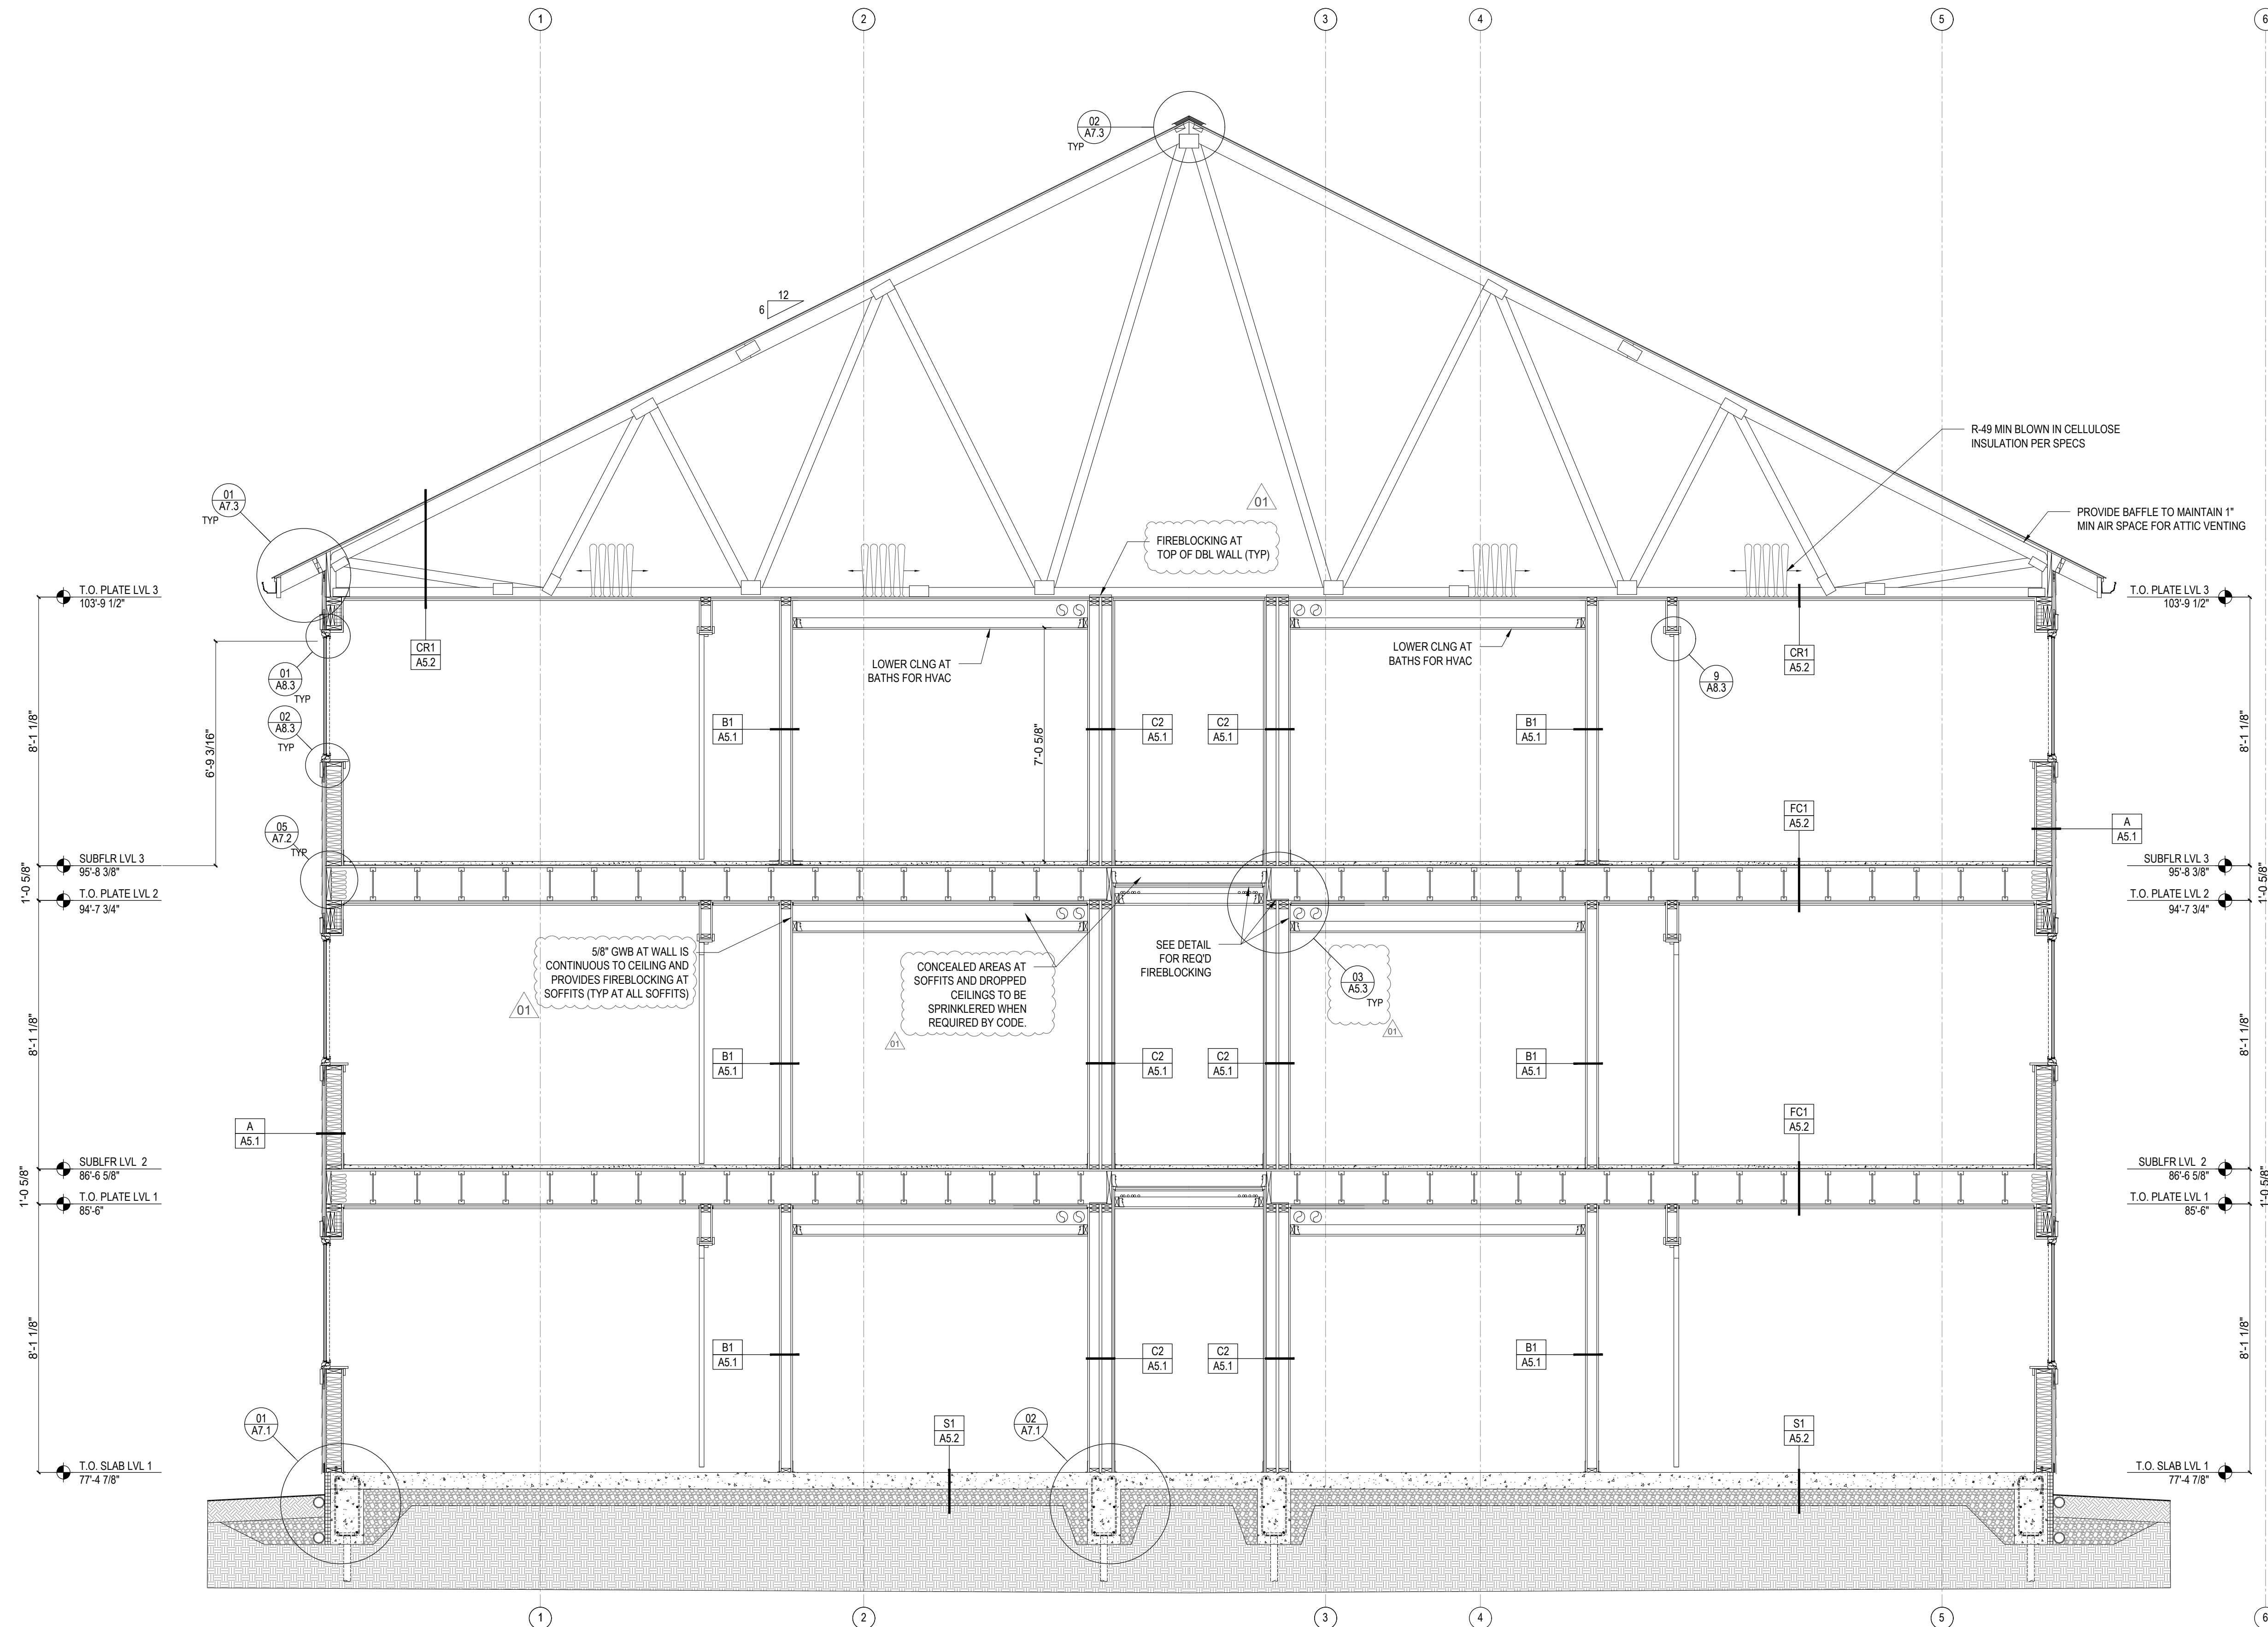 1
2
3
4
5
6
02
A7.3
TYP
12
6
R-49 MIN BLOWN IN CELLULOSE
INSULATION PER SPECS
01
A7.3
TYP
01
PROVIDE BAFFLE TO MAINTAIN 1"
MIN AIR SPACE FOR ATTIC VENTING
FIREBLOCKING AT
TOP OF DBL WALL (TYP)
T.O. PLATE LVL 3
103'-9 1/2"
T.O. PLATE LVL 3
103'-9 1/2"
CR1
A5.2
LOWER CLNG AT
BATHS FOR HVAC
LOWER CLNG AT
BATHS FOR HVAC
CR1
A5.2
01
A8.3
TYP
9
A8.3
02
A8.3
TYP
8'-1 1/8"
6'-9 3/16"
B1
A5.1
7'-0 5/8"
C2
A5.1
C2
A5.1
B1
A5.1
8'-1 1/8"
FC1
A5.2
A
A5.1
05
A7.2
TYP
SUBFLR LVL 3
95'-8 3/8"
SUBFLR LVL 3
95'-8 3/8"
1'-0 5/8"
1'-0 5/8"
T.O. PLATE LVL 2
94'-7 3/4"
T.O. PLATE LVL 2
94'-7 3/4"
5/8" GWB AT WALL IS
CONTINUOUS TO CEILING AND
PROVIDES FIREBLOCKING AT
SOFFITS (TYP AT ALL SOFFITS)
01
CONCEALED AREAS AT
SOFFITS AND DROPPED
CEILINGS TO BE
SPRINKLERED WHEN
REQUIRED BY CODE.
01
SEE DETAIL
FOR REQ'D
FIREBLOCKING
03
A5.3
TYP
01
8'-1 1/8"
B1
A5.1
C2
A5.1
C2
A5.1
B1
A5.1
8'-1 1/8"
A
A5.1
FC1
A5.2
SUBLFR LVL 2
86'-6 5/8"
SUBLFR LVL 2
86'-6 5/8"
1'-0 5/8"
1'-0 5/8"
T.O. PLATE LVL 1
85'-6"
T.O. PLATE LVL 1
85'-6"
8'-1 1/8"
B1
A5.1
C2
A5.1
C2
A5.1
B1
A5.1
8'-1 1/8"
01
A7.1
S1
A5.2
02
A7.1
S1
A5.2
T.O. SLAB LVL 1
77'-4 7/8"
T.O. SLAB LVL 1
77'-4 7/8"
1
2
3
4
5
6